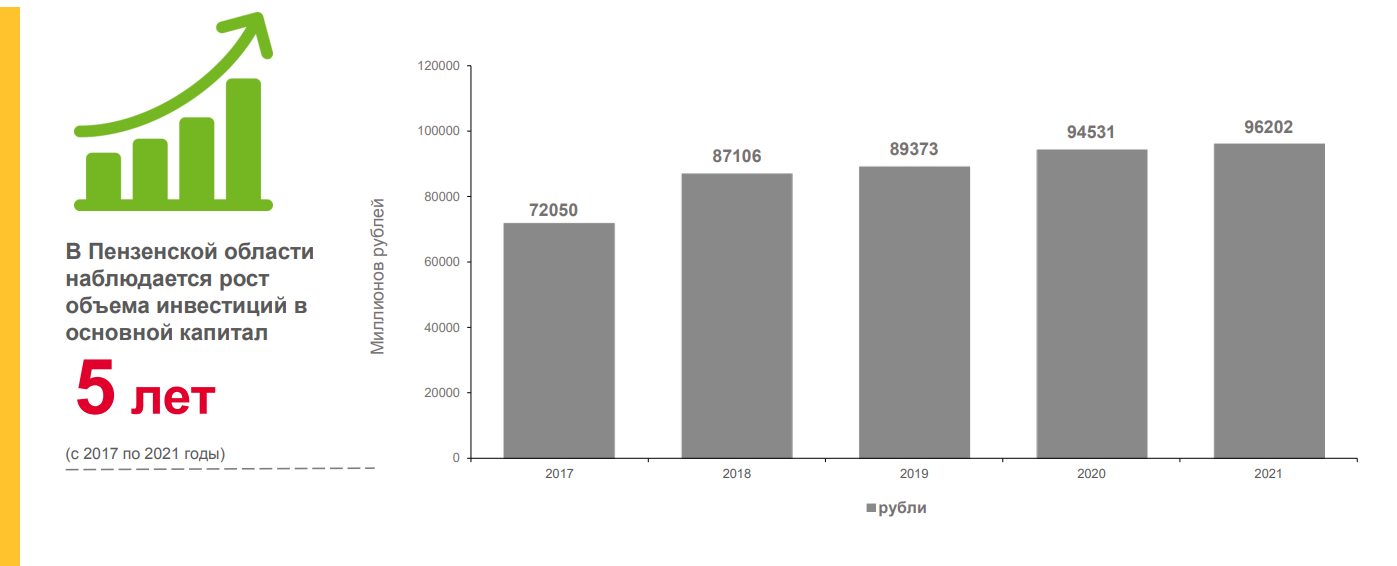 В Пензенской области
наблюдается рост
объема инвестиций в
основной капитал
5 лет
(с 2017 по 2021 годы)
Миллионов рублей
120000
100000
80000
60000
40000
20000
0
72050
87106
89373
94531
96202
2017
2018
2019
2020
2021
рубли